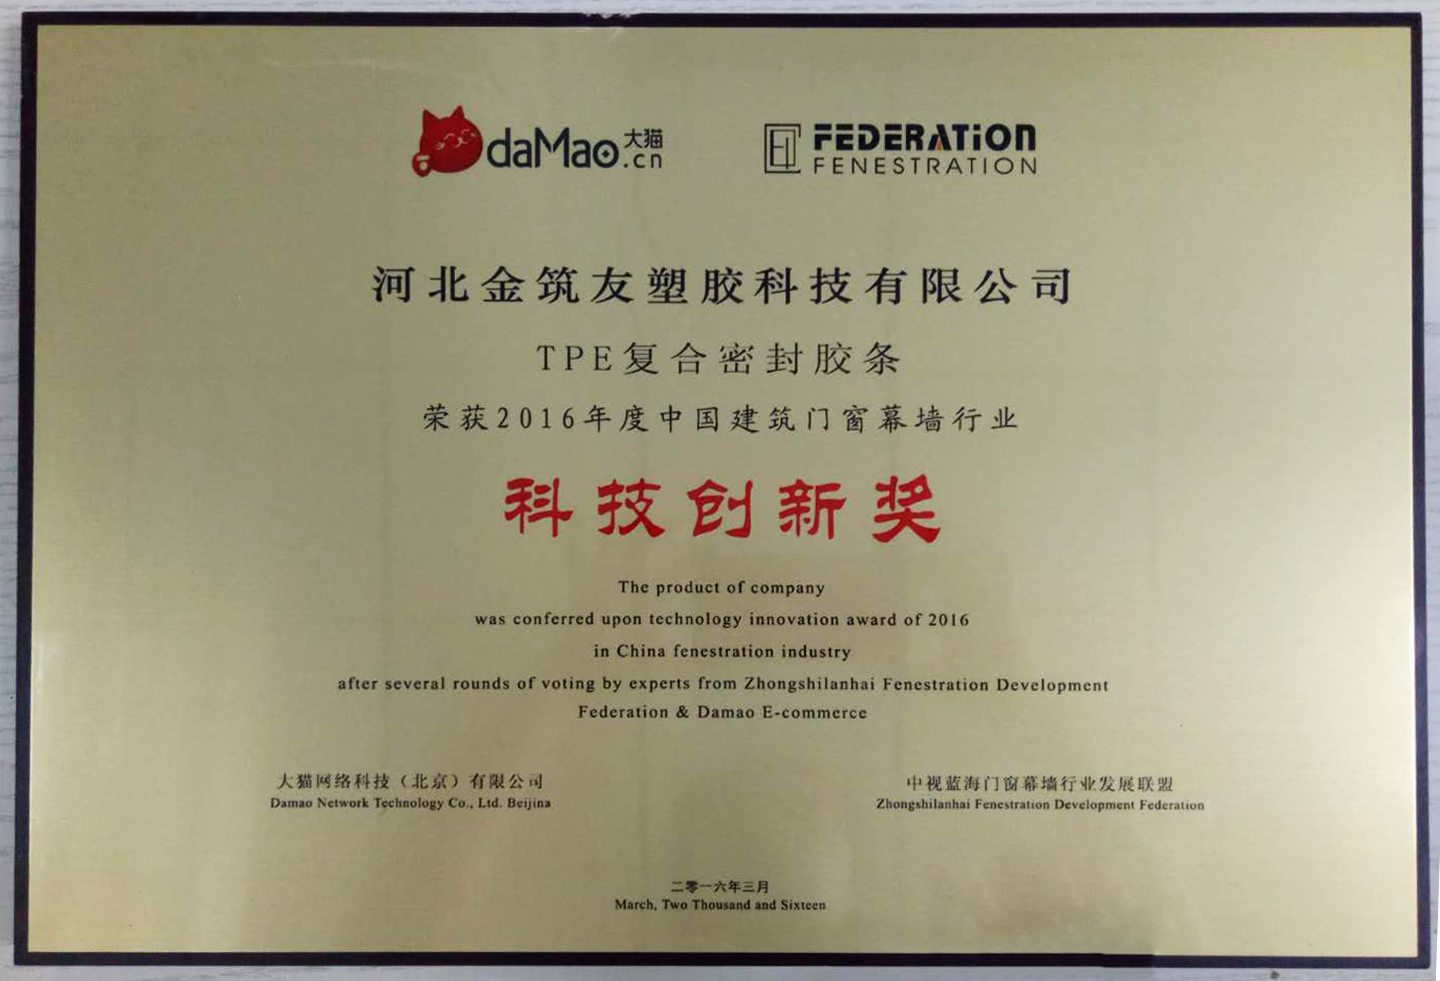 daMao大猫.cn
FEDERATiON
FENESTRATION
河北金筑友塑胶科技有限公司
TPE复合密封胶条
荣获2016年度中国建筑门窗幕墙行业
科技创新奖
The product of company
was conferred upon technology innovation award of 2016
in China fenestration industry
after several rounds of voting by experts from Zhongshilanhai Fenestration Development
Federation & Damao E-commerce
大猫网络科技（北京）有限公司
Damao Network Technology Co., Ltd. Beijina
中视蓝海门窗幕墙行业发展联盟
Zhongshilanhai Fenestration Development Federation
二零一六年三月
March, Two Thousand and Sixteen